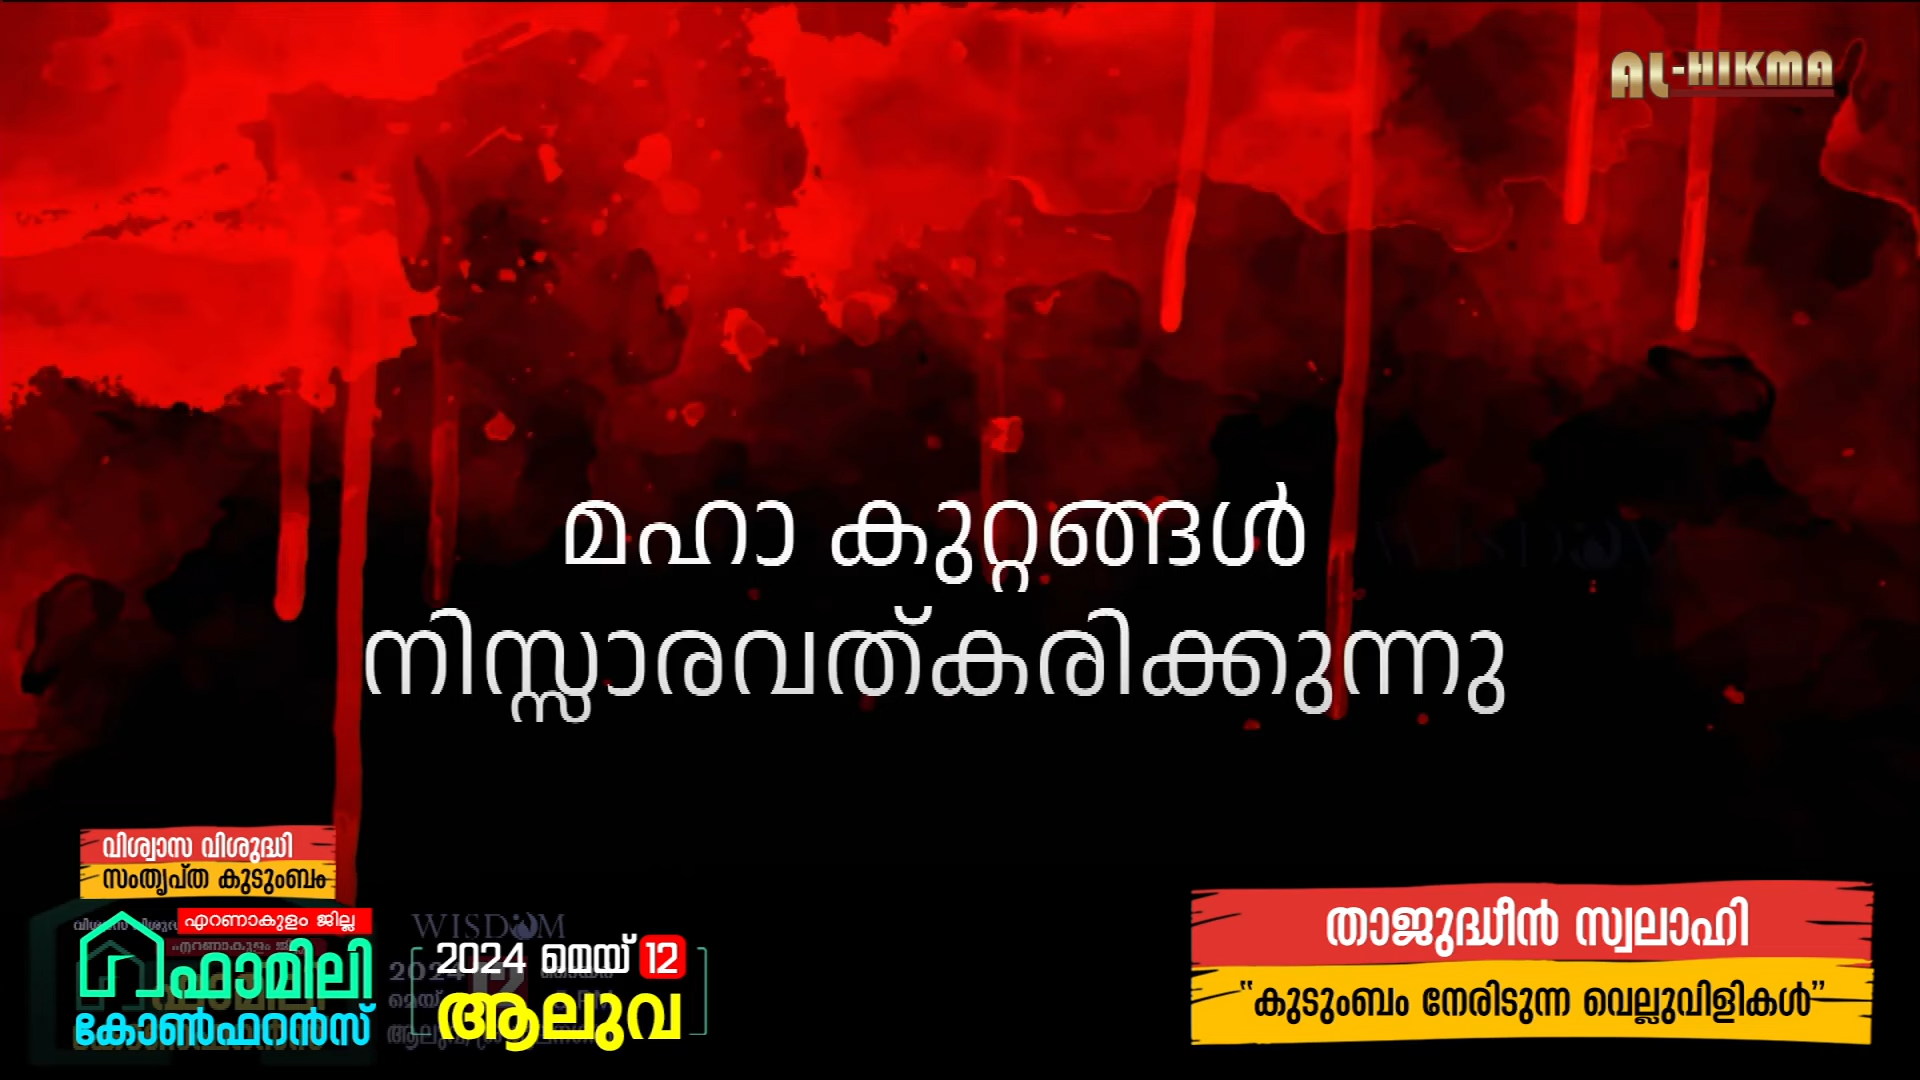 AL-HIKMA
മഹാ കുറ്റങ്ങൾ
നിസ്സാരവത്കരിക്കുന്നു
വിശ്വാസ വിശുദ്ധി
സംതൃപ്ത കുടുംബം
എറണാകുളം ജില്ല
ഫാമിലി
കോൺഫറൻസ്
WISDOM
2024 മെയ് 12
ആലുവ
താജുദ്ധീൻ സ്വലാഹി
“കുടുംബം നേരിടുന്ന വെല്ലുവിളികൾ”